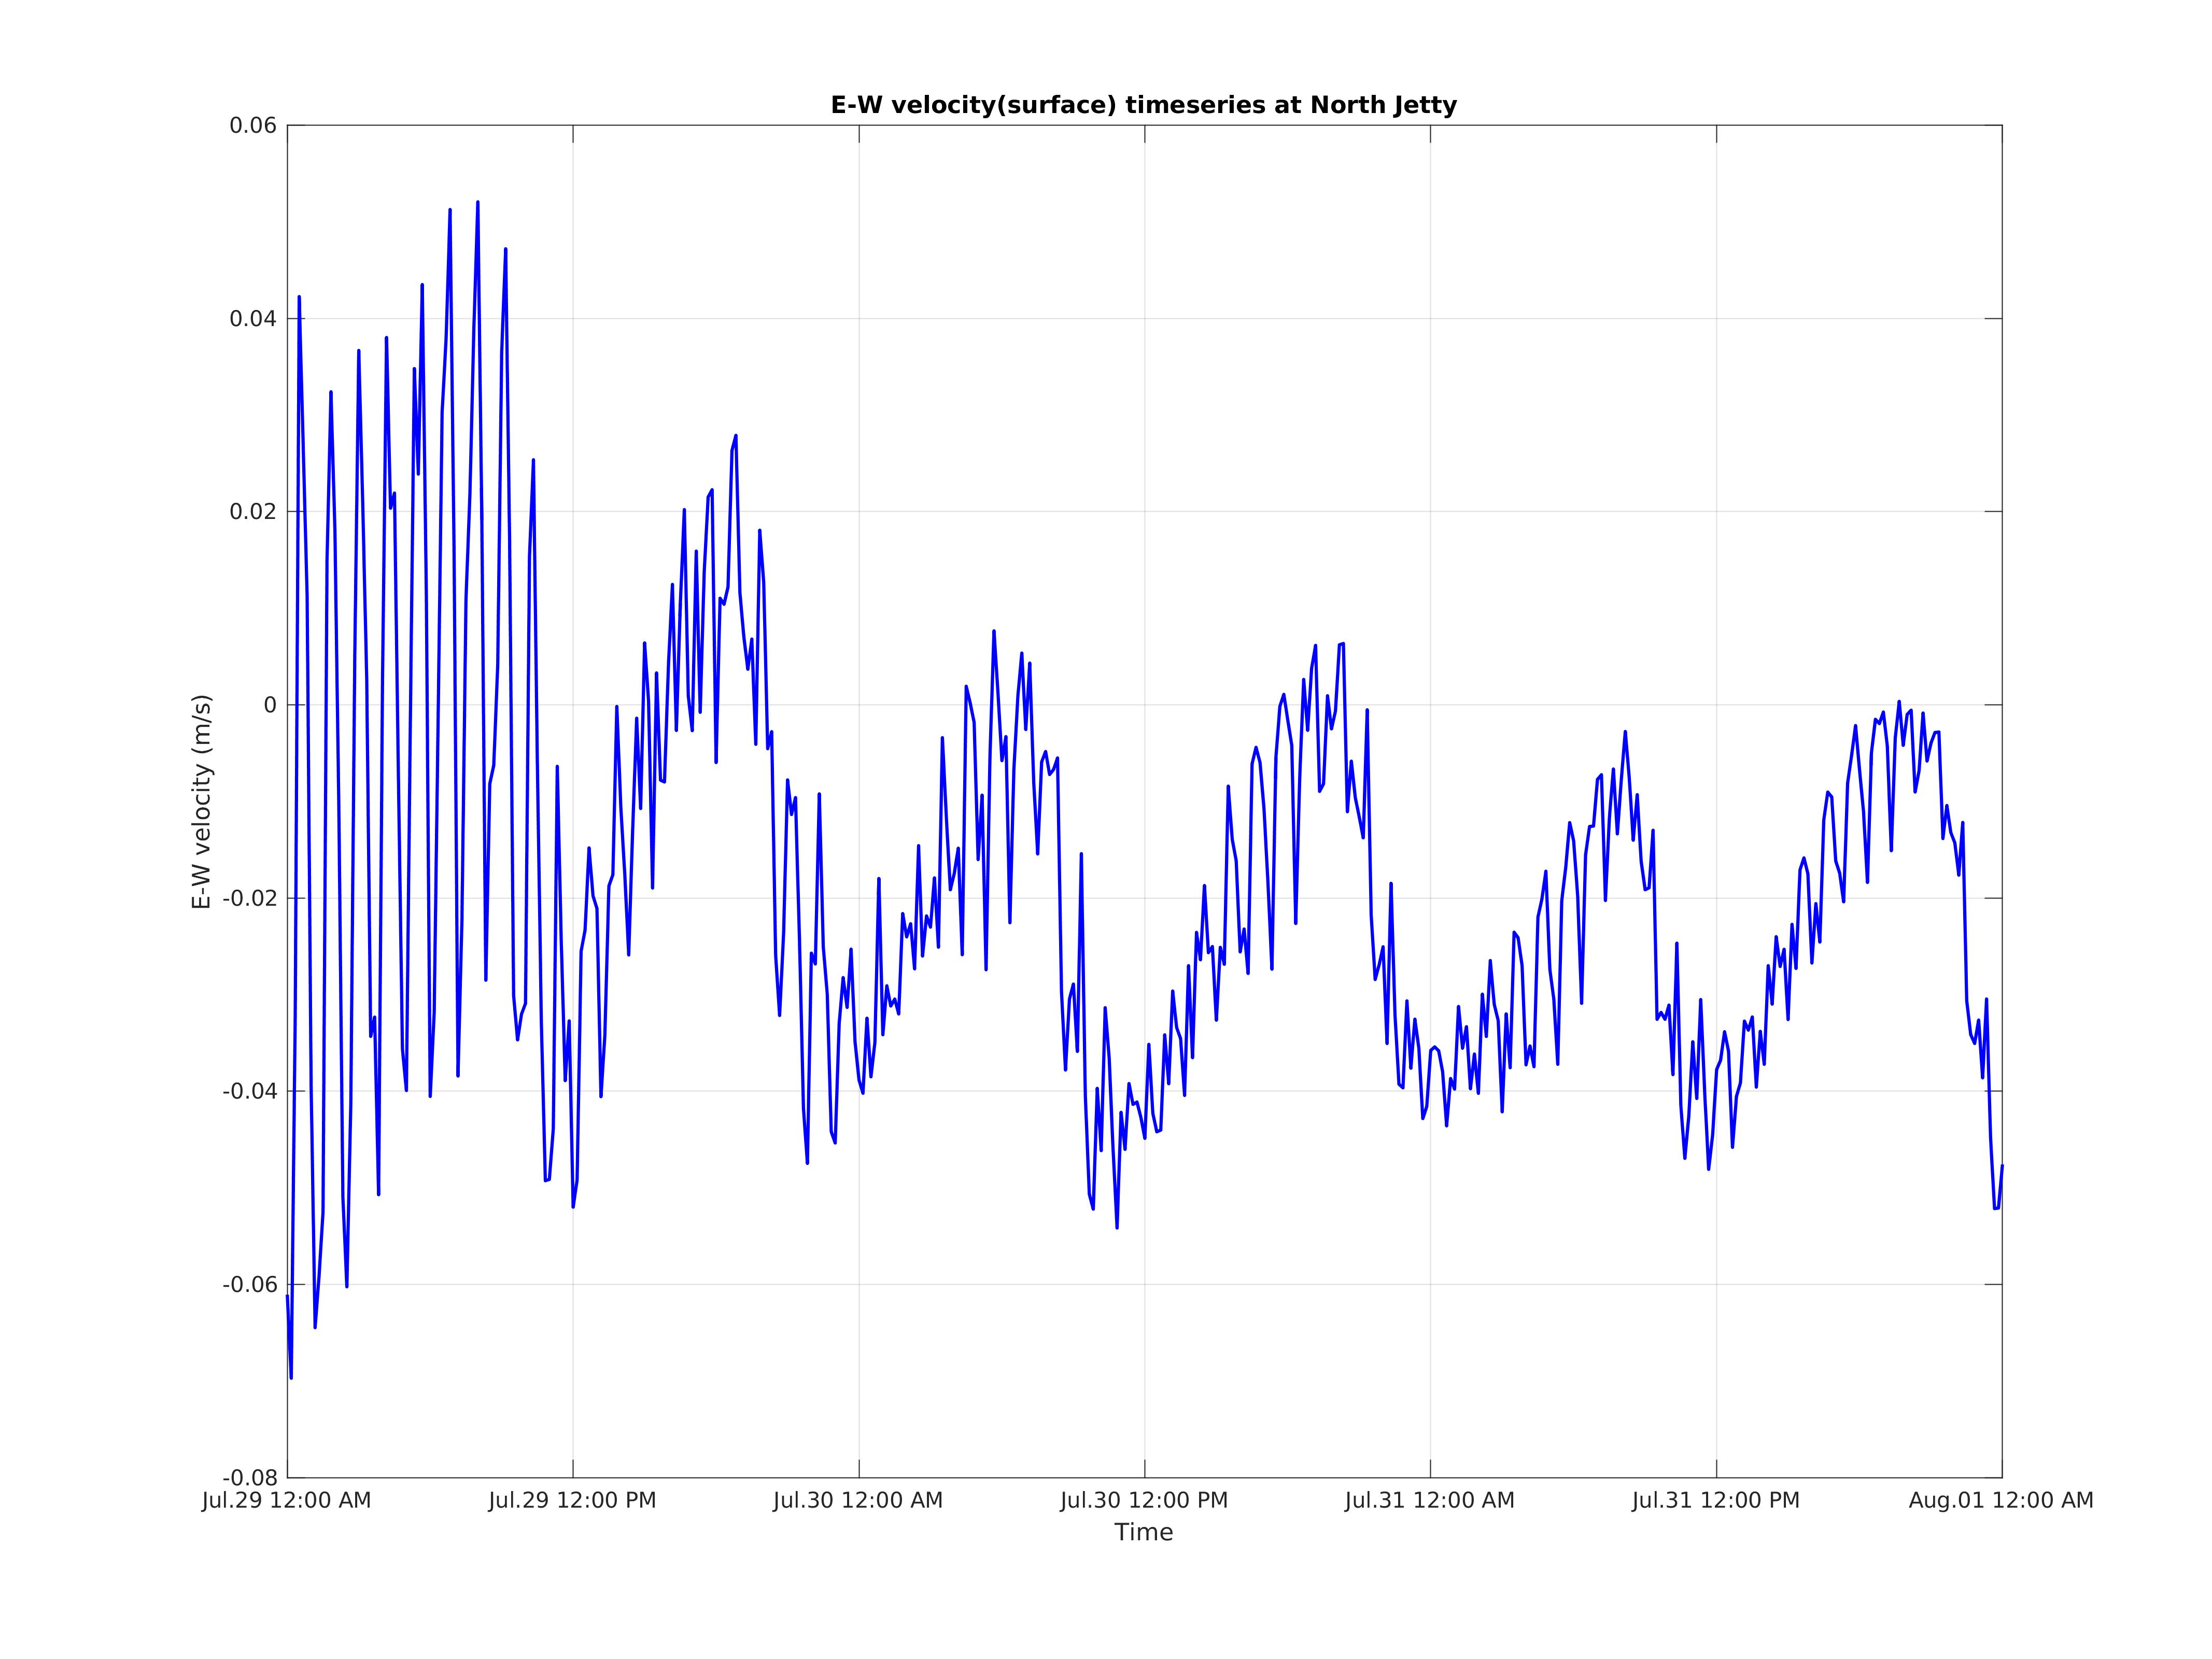 E-W velocity(surface) timeseries at North Jetty
0.06
0.04
0.02
0
-0.02
-0.04
-0.06
-0.08
E-W velocity (m/s)
Jul.29 12:00 AM Jul.29 12:00 PM Jul.30 12:00 AM Jul.30 12:00 PM Jul.31 12:00 AM Jul.31 12:00 PM Aug.01 12:00 AM
Time